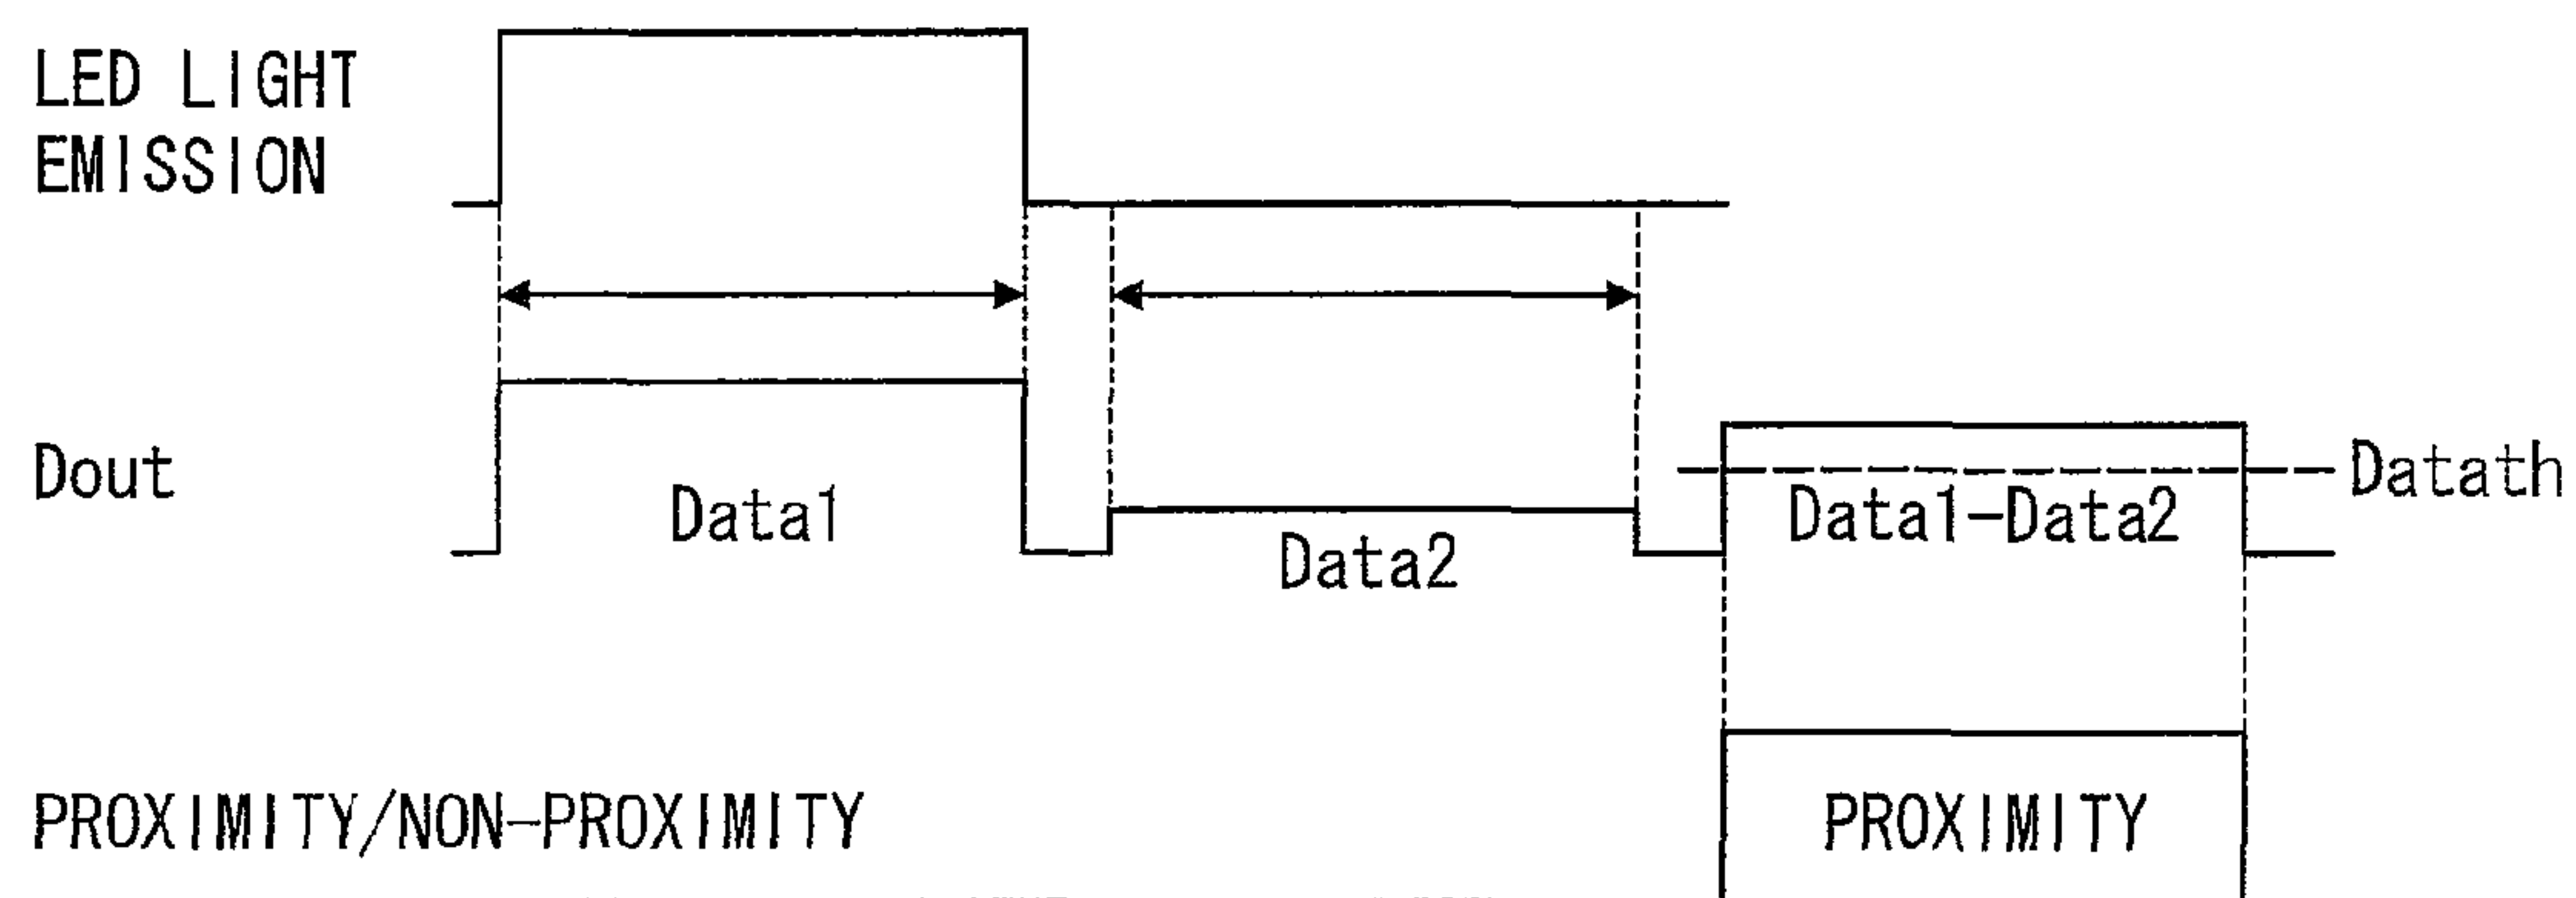 LED LIGHT
EMISSION
Dout
Data1
Data2
Data1-Data2
Datath
PROXIMITY/NON-PROXIMITY
PROXIMITY